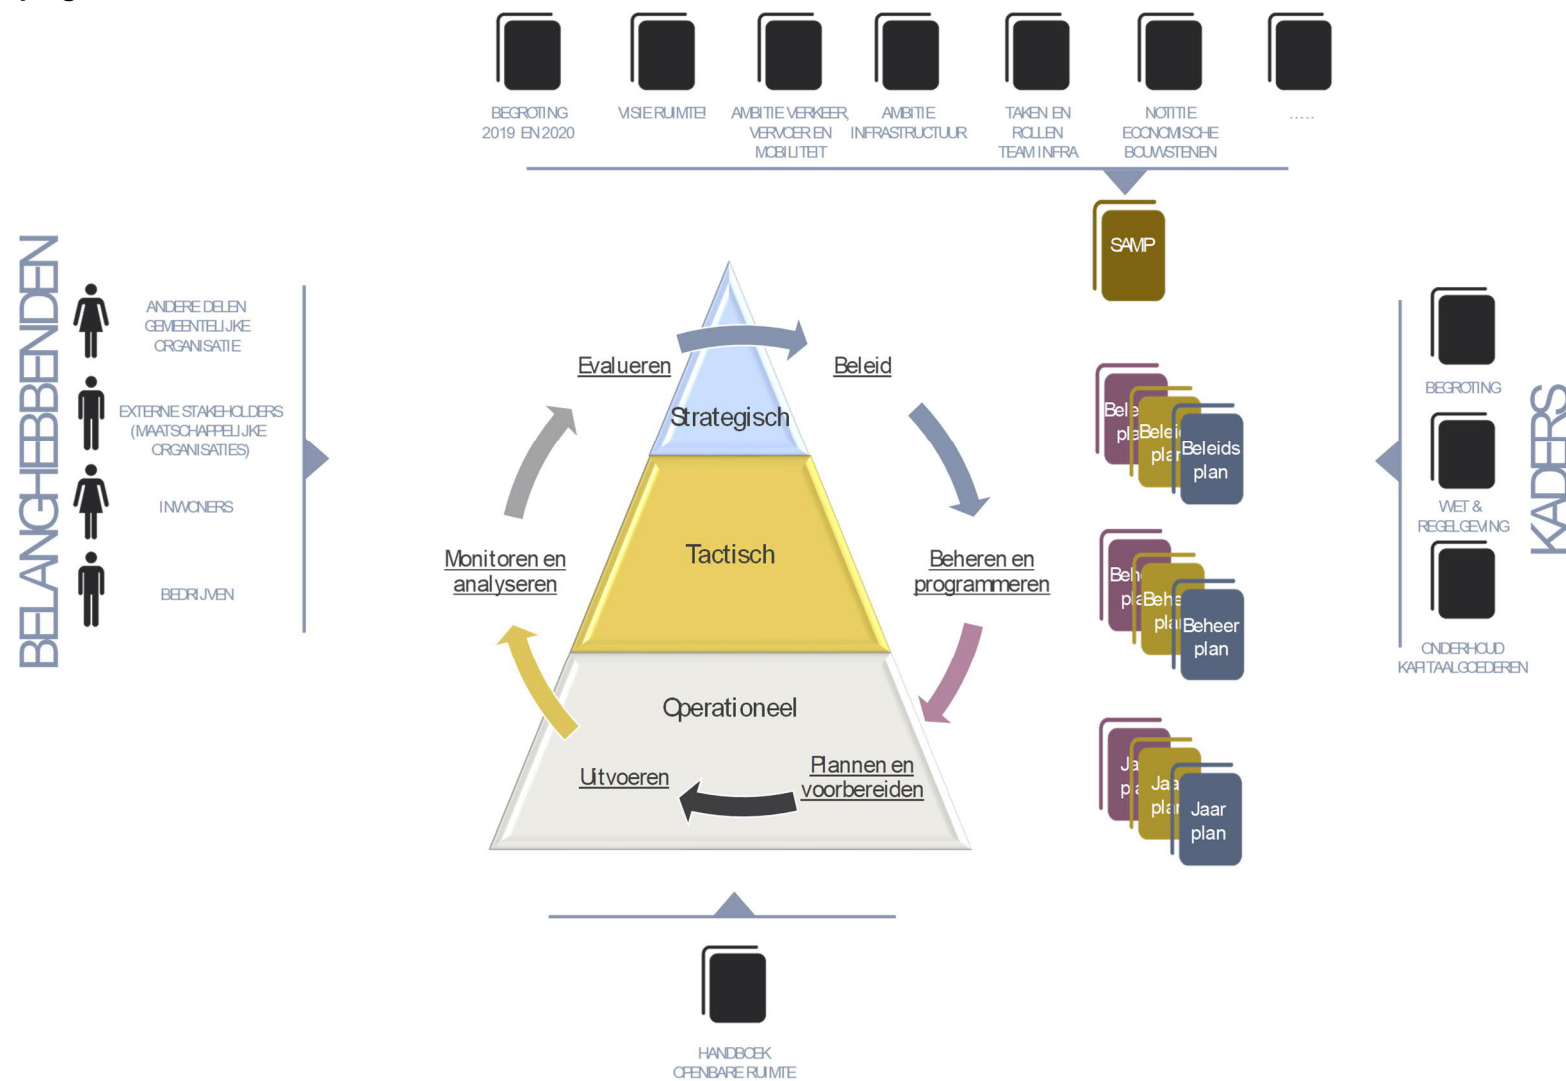 BEGROTING
2019 EN 2020
VISIE RUIMTE!
AMBITIE VERKEER,
VERVOER EN
MOBILITEIT
AMBITIE
INFRASTRUCTUUR
TAKEN EN
ROLLEN
TEAM INFRA
NOTITIE
ECONOMISCHE
BOUWSTENEN
.....
SAMP
BELANGHEBBENDEN
ANDERE DELEN
GEMEENTELIJKE
ORGANISATIE
EXTERNE STAKEHOLDERS
(MAATSCHAPPELIJKE
ORGANISATIES)
INWONERS
BEDRIJVEN
Evalueren
Beleid
Strategisch
Monitoren en
analyseren
Tactisch
Beheren en
programmeren
Operationeel
Uitvoeren
Plannen en
voorbereiden
Beleids
plan
Beheer
plan
Jaar
plan
BEGROTING
WET &
REGELGEVING
ONDERHOUD
KAPITAALGOEDEREN
KADERS
HANDBOEK
OPENBARE RUIMTE